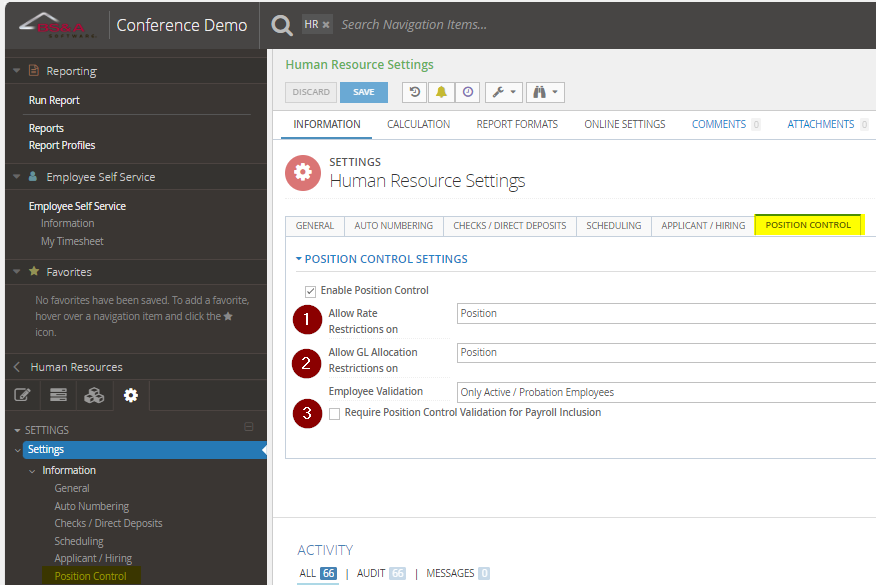 BS&A
SOFTWARE
Conference Demo
HR ×
Search Navigation Items...
Reporting
Run Report
Reports
Report Profiles
Employee Self Service
Employee Self Service
Information
My Timesheet
Favorites
No favorites have been saved. To add a favorite,
hover over a navigation item and click the ★
icon.
Human Resources
SETTINGS
Settings
Information
General
Auto Numbering
Checks / Direct Deposits
Scheduling
Applicant / Hiring
Position Control
Human Resource Settings
DISCARD SAVE
INFORMATION CALCULATION REPORT FORMATS ONLINE SETTINGS COMMENTS 0 ATTACHMENTS 0
SETTINGS
Human Resource Settings
GENERAL AUTO NUMBERING CHECKS / DIRECT DEPOSITS SCHEDULING APPLICANT / HIRING POSITION CONTROL
POSITION CONTROL SETTINGS
Enable Position Control
1 Allow Rate
Restrictions on
Position
2 Allow GL Allocation
Restrictions on
Position
Employee Validation Only Active / Probation Employees
3 Require Position Control Validation for Payroll Inclusion
ACTIVITY
ALL 66 | AUDIT 66 | MESSAGES 0